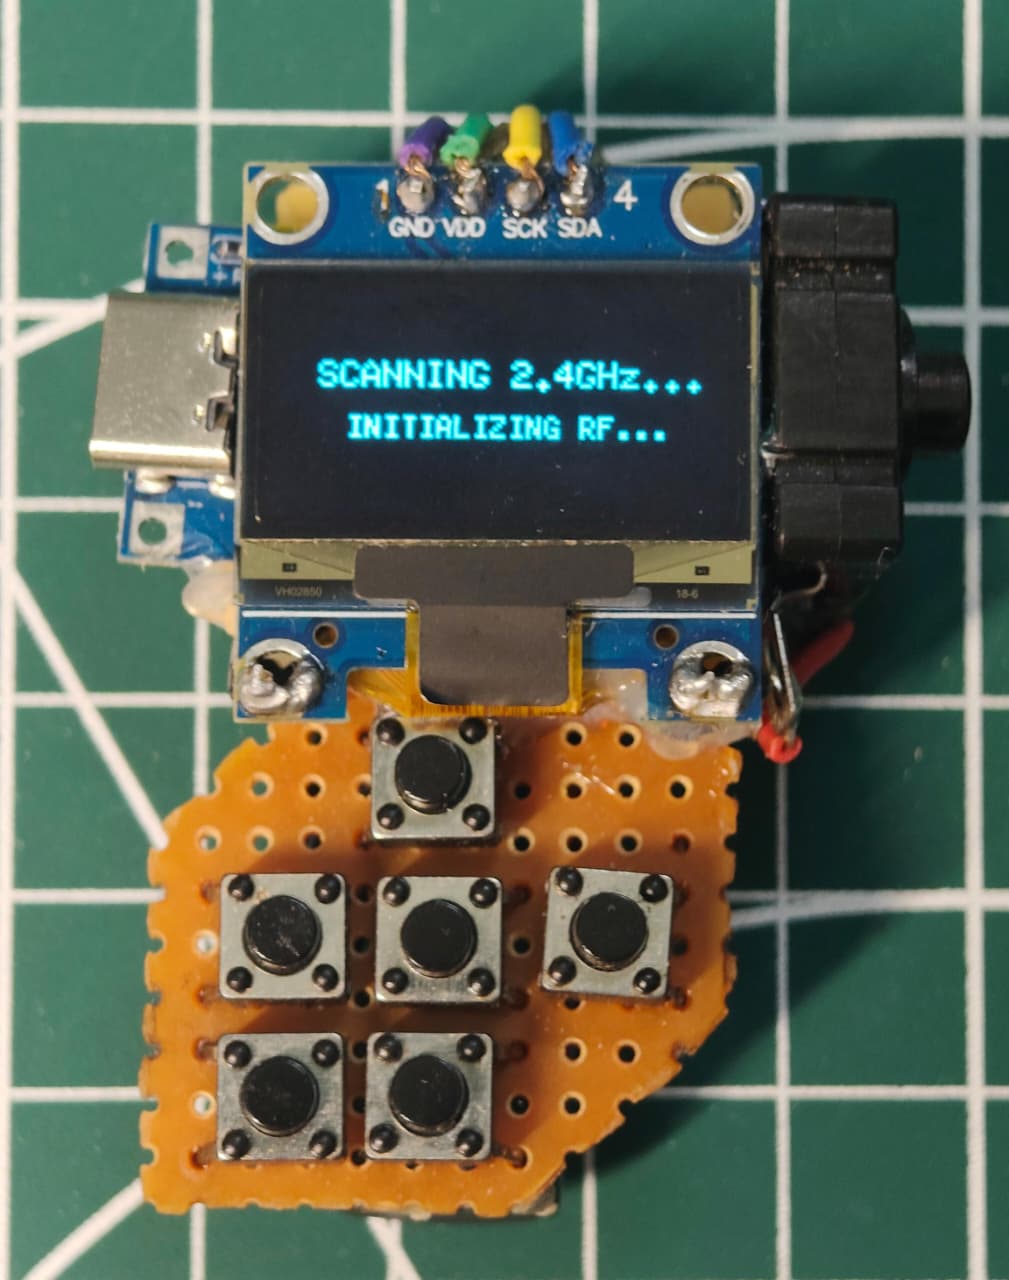 1 4
GND VDD SCK SDA
SCANNING 2.4GHz...
INITIALIZING RF...
VH02850 18-6